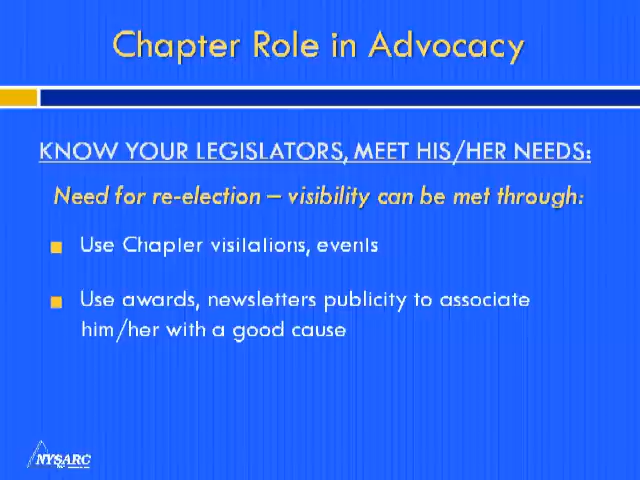 Chapter Role in Advocacy
KNOW YOUR LEGISLATORS, MEET HIS/HER NEEDS:
Need for re-election – visibility can be met through:
Use Chapter visitations, events
Use awards, newsletters publicity to associate
him/her with a good cause
NYSARC